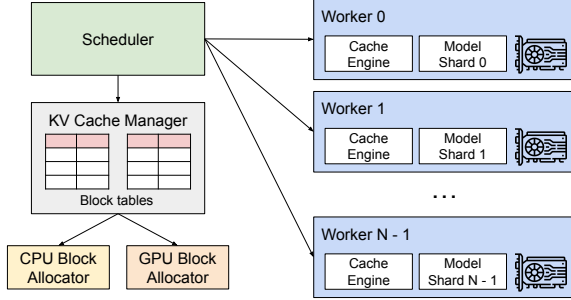 Scheduler
KV Cache Manager
Block tables
CPU Block
Allocator
GPU Block
Allocator
Worker 0
Cache
Engine
Model
Shard 0
Worker 1
Cache
Engine
Model
Shard 1
...
Worker N - 1
Cache
Engine
Model
Shard N - 1